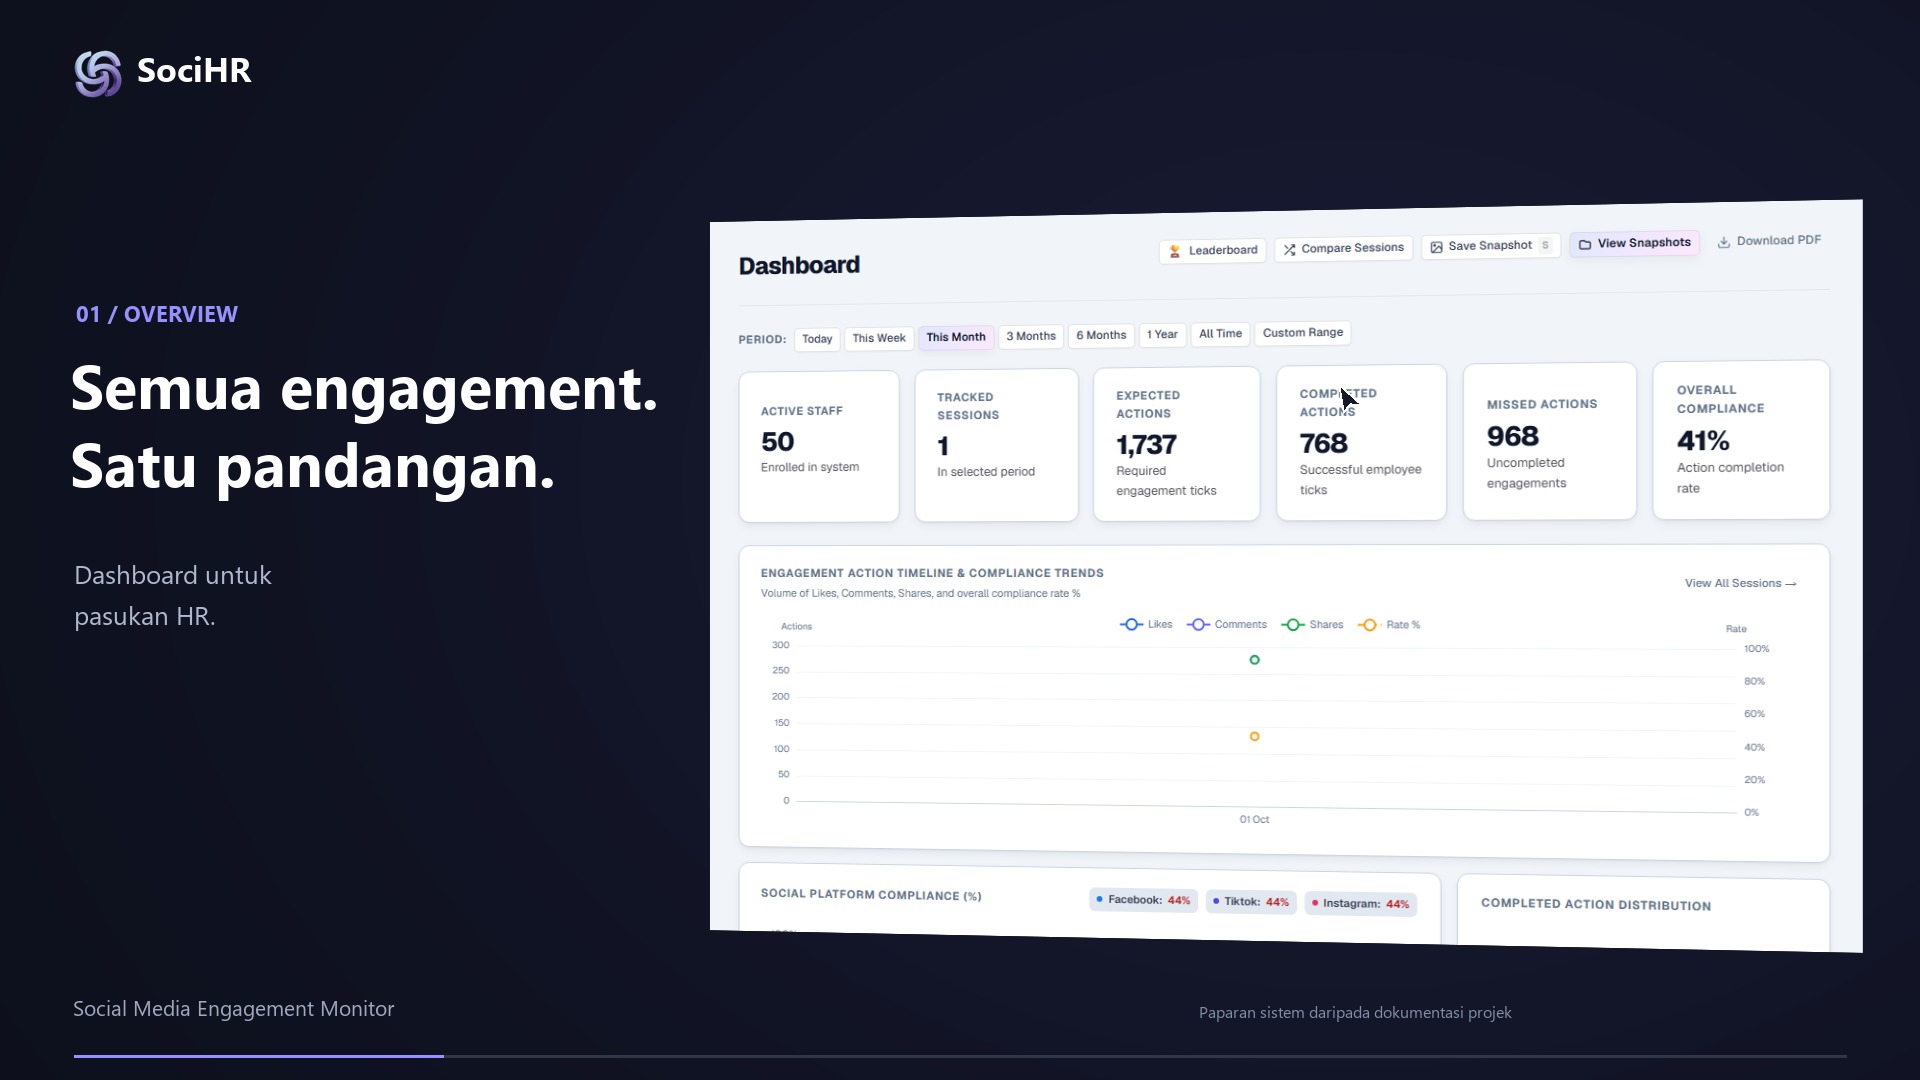 SociHR
01 / OVERVIEW
Semua engagement.
Satu pandangan.
Dashboard untuk
pasukan HR.
Dashboard
Leaderboard
Compare Sessions
Save Snapshot S
View Snapshots
Download PDF
PERIOD: Today This Week This Month 3 Months 6 Months 1 Year All Time Custom Range
ACTIVE STAFF
50
Enrolled in system
TRACKED
SESSIONS
1
In selected period
EXPECTED
ACTIONS
1,737
Required
engagement ticks
COMPLETED
ACTIONS
768
Successful employee
ticks
MISSED ACTIONS
968
Uncompleted
engagements
OVERALL
COMPLIANCE
41%
Action completion
rate
ENGAGEMENT ACTION TIMELINE & COMPLIANCE TRENDS
Volume of Likes, Comments, Shares, and overall compliance rate %
View All Sessions →
Likes Comments Shares Rate %
Actions
300
250
200
150
100
50
0
Rate
100%
80%
60%
40%
20%
0%
01 Oct
SOCIAL PLATFORM COMPLIANCE (%)
Facebook: 44%
Tiktok: 44%
Instagram: 44%
COMPLETED ACTION DISTRIBUTION
Social Media Engagement Monitor
Paparan sistem daripada dokumentasi projek